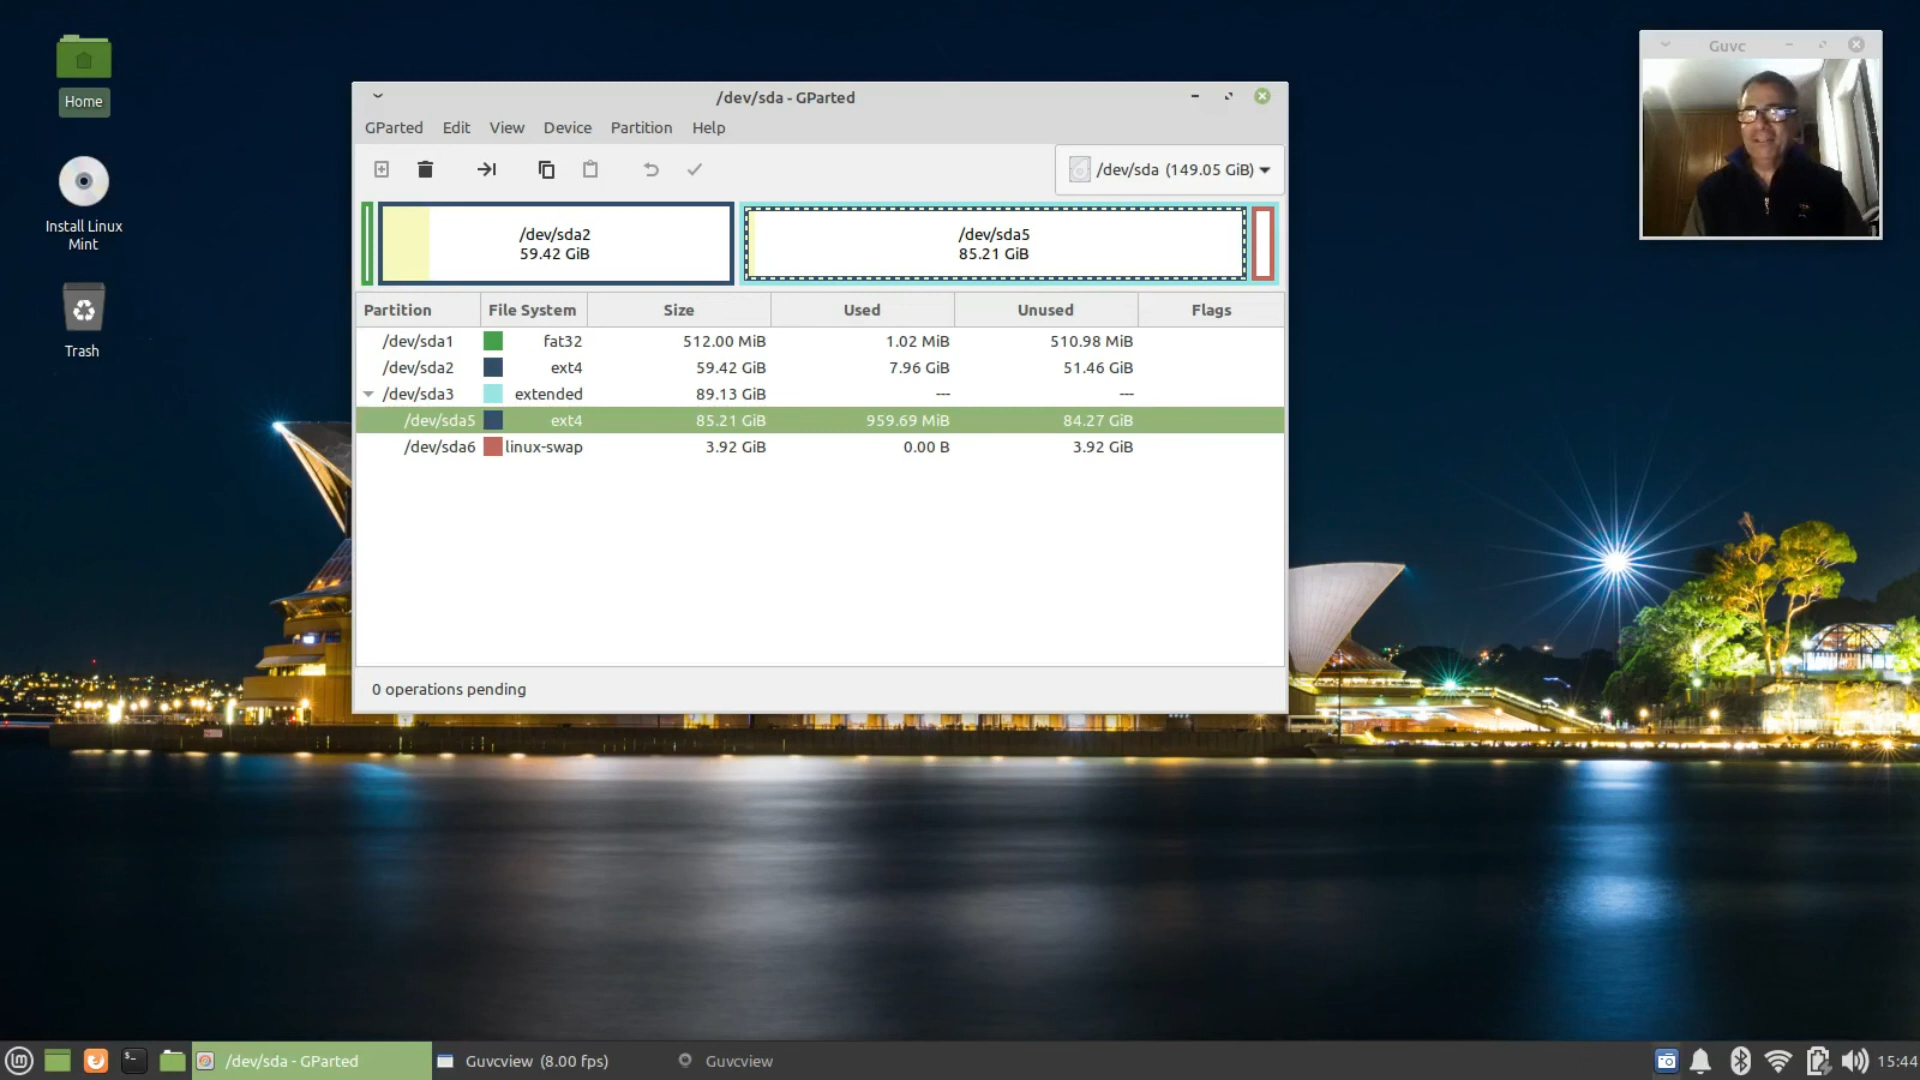 Home
Install Linux
Mint
Trash
/dev/sda - GParted
GParted Edit View Device Partition Help
/dev/sda (149.05 GiB)
/dev/sda2
59.42 GiB
/dev/sda5
85.21 GiB
Partition File System Size Used Unused Flags
/dev/sda1 fat32 512.00 MiB 1.02 MiB 510.98 MiB
/dev/sda2 ext4 59.42 GiB 7.96 GiB 51.46 GiB
/dev/sda3 extended 89.13 GiB --- ---
/dev/sda5 ext4 85.21 GiB 959.69 MiB 84.27 GiB
/dev/sda6 linux-swap 3.92 GiB 0.00 B 3.92 GiB
0 operations pending
Guvc
/dev/sda - GParted
Guvcview (8.00 fps)
Guvcview
15:44